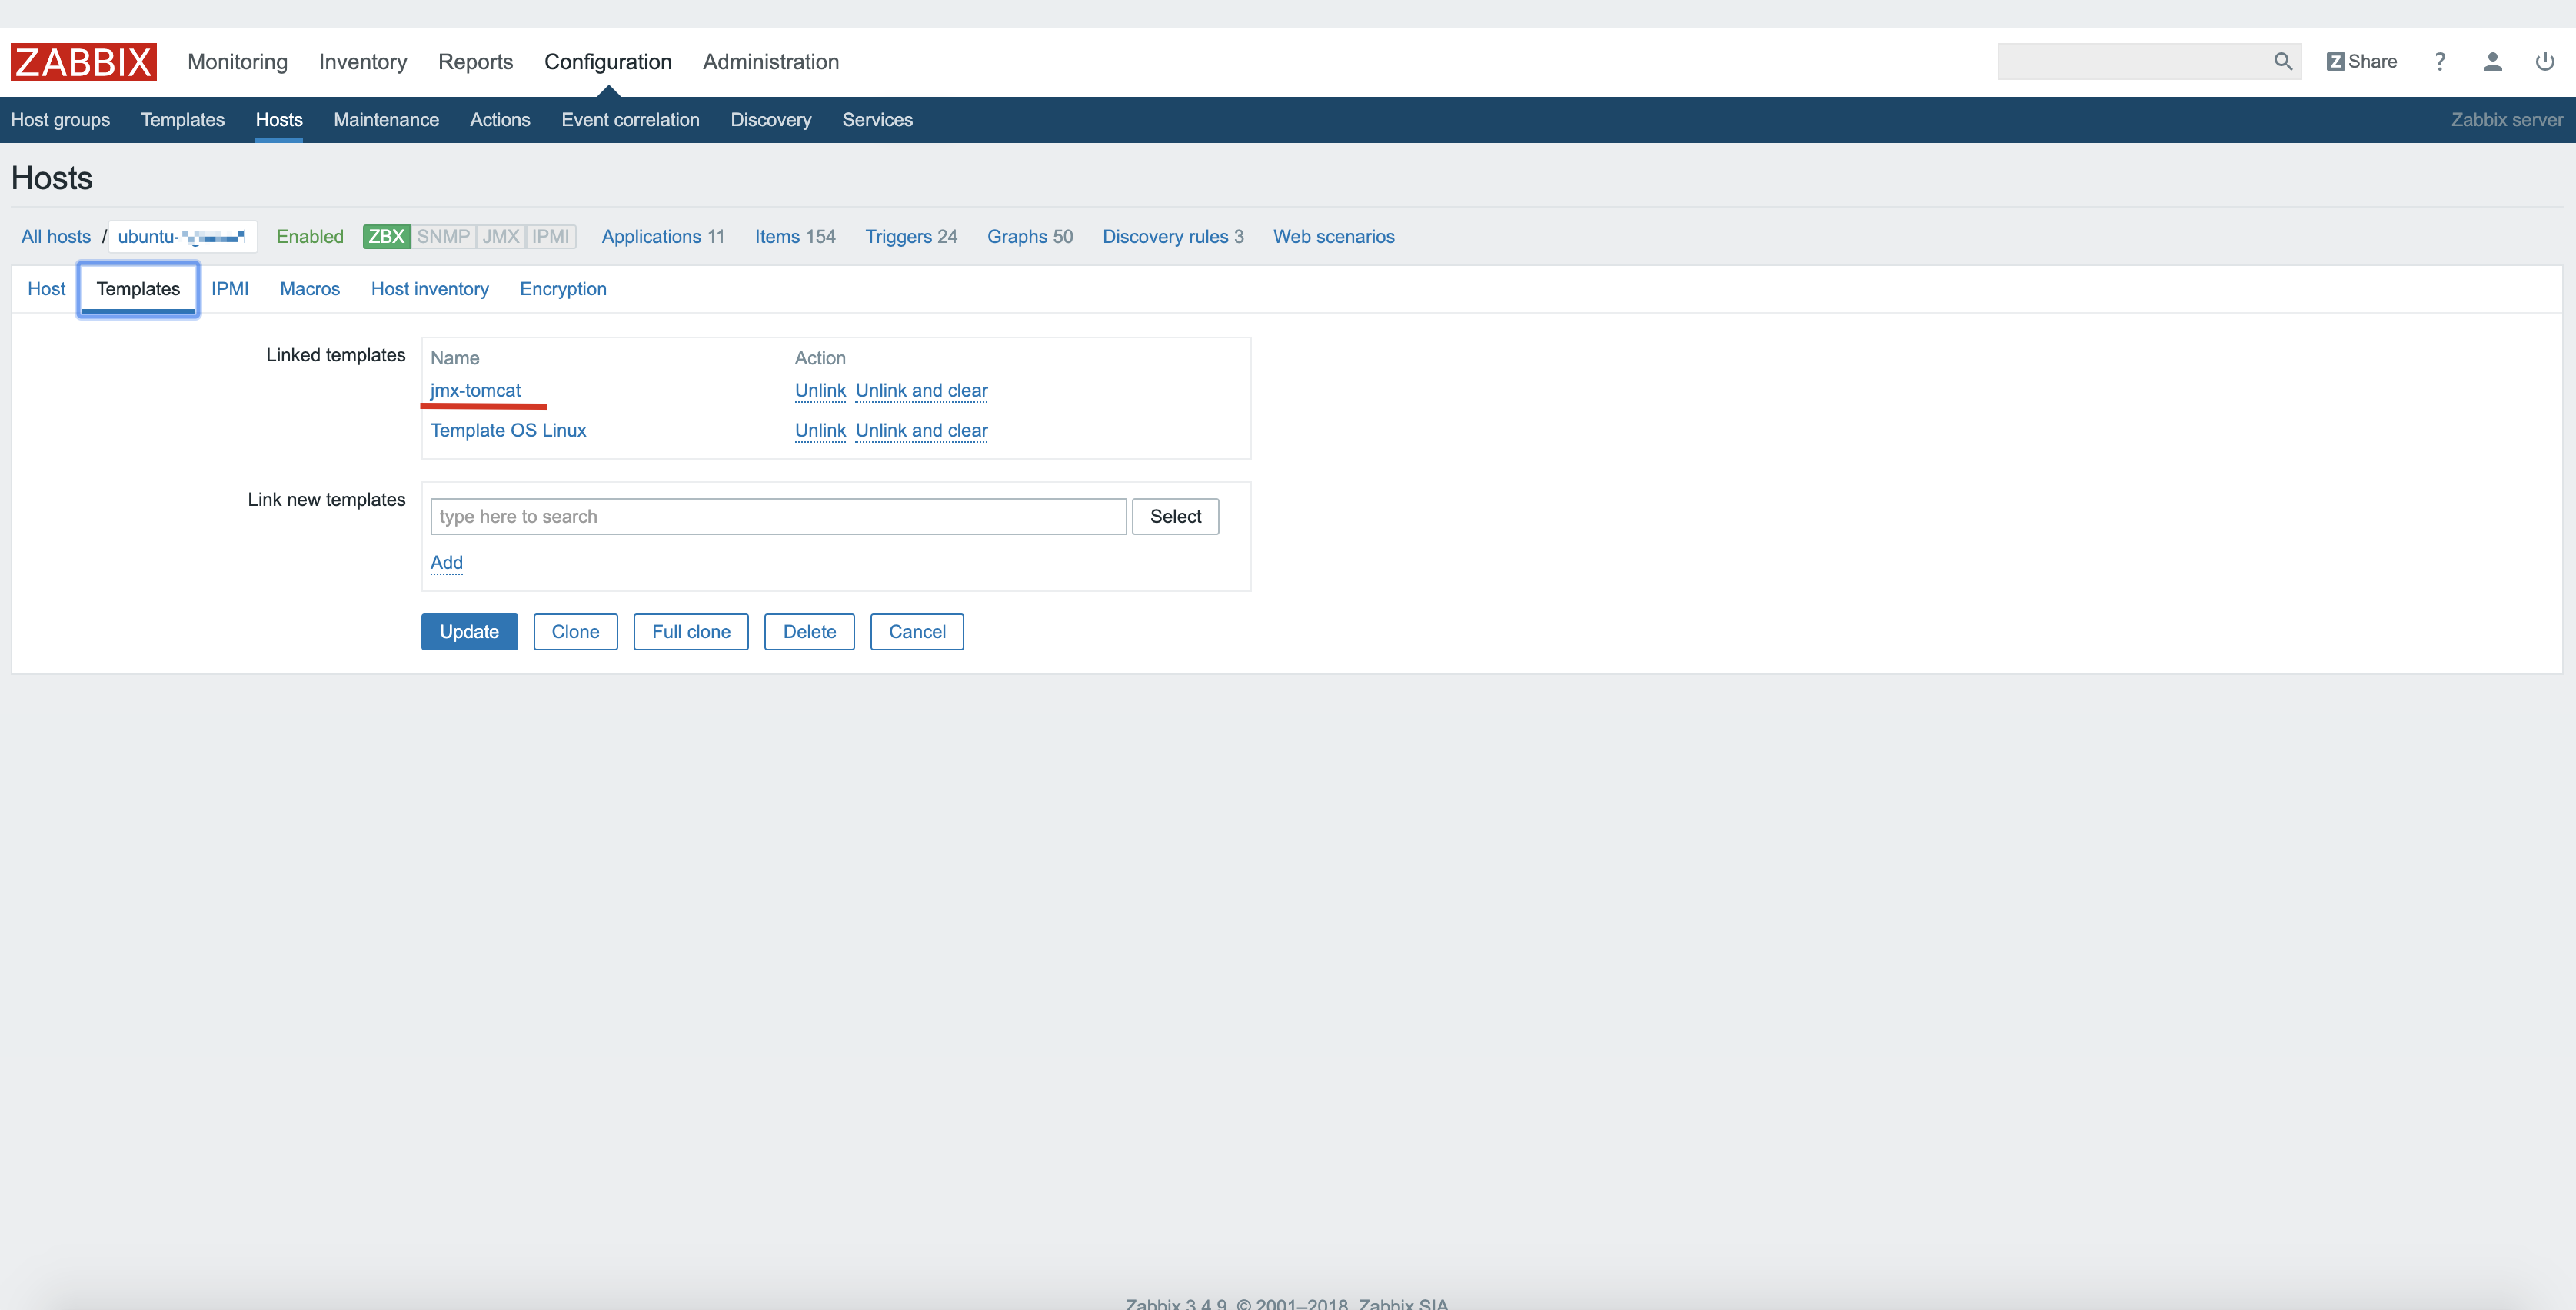 ZABBIX Monitoring Inventory Reports Configuration Administration Z Share ?
Host groups Templates Hosts Maintenance Actions Event correlation Discovery Services Zabbix server
Hosts
All hosts / ubuntu- Enabled ZBX SNMP JMX IPMI Applications 11 Items 154 Triggers 24 Graphs 50 Discovery rules 3 Web scenarios
Host Templates IPMI Macros Host inventory Encryption
Linked templates Name Action
jmx-tomcat Unlink Unlink and clear
Template OS Linux Unlink Unlink and clear
Link new templates
type here to search Select
Add
Update Clone Full clone Delete Cancel
Zabbix 3.4.9. © 2001–2018, Zabbix SIA